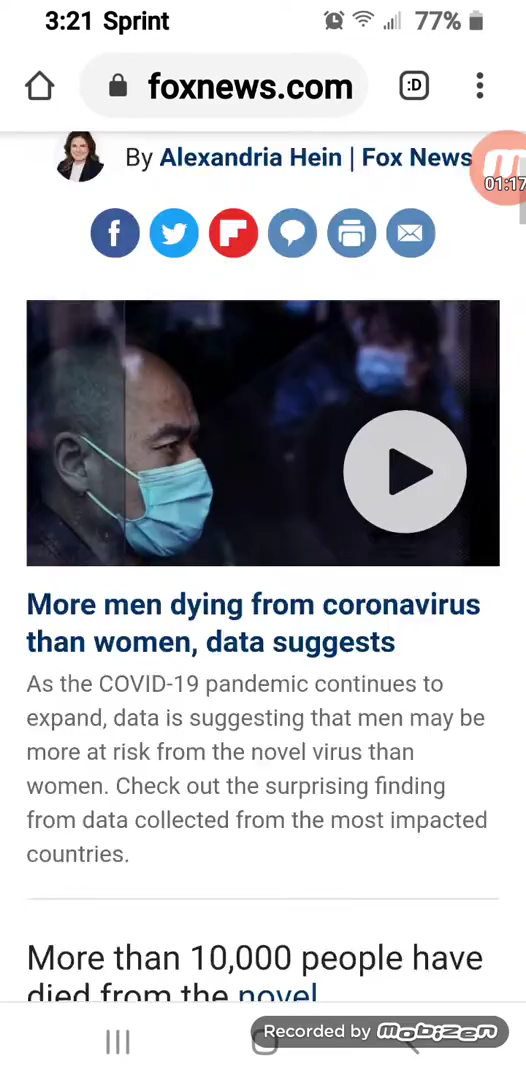 3:21 Sprint 77%
foxnews.com :D
By Alexandria Hein | Fox News
01:17
More men dying from coronavirus
than women, data suggests
As the COVID-19 pandemic continues to
expand, data is suggesting that men may be
more at risk from the novel virus than
women. Check out the surprising finding
from data collected from the most impacted
countries.
More than 10,000 people have
died from the novel
Recorded by mobizen